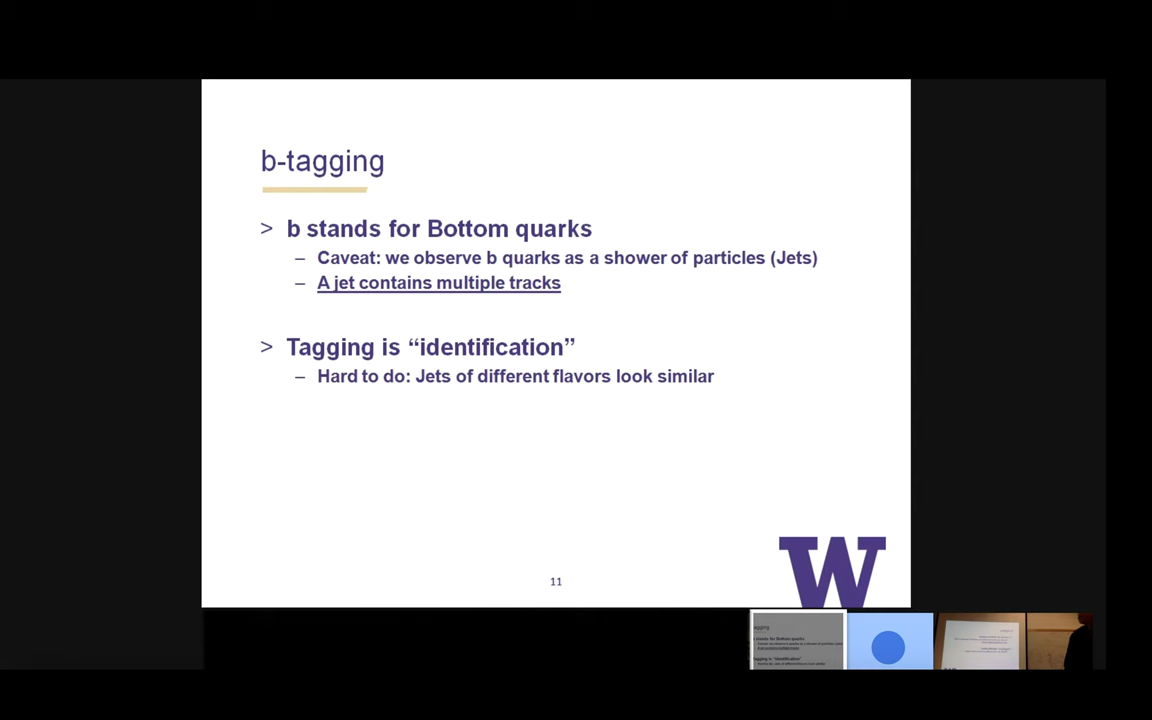 b-tagging
> b stands for Bottom quarks
– Caveat: we observe b quarks as a shower of particles (Jets)
– A jet contains multiple tracks
> Tagging is “identification”
– Hard to do: Jets of different flavors look similar
11
W